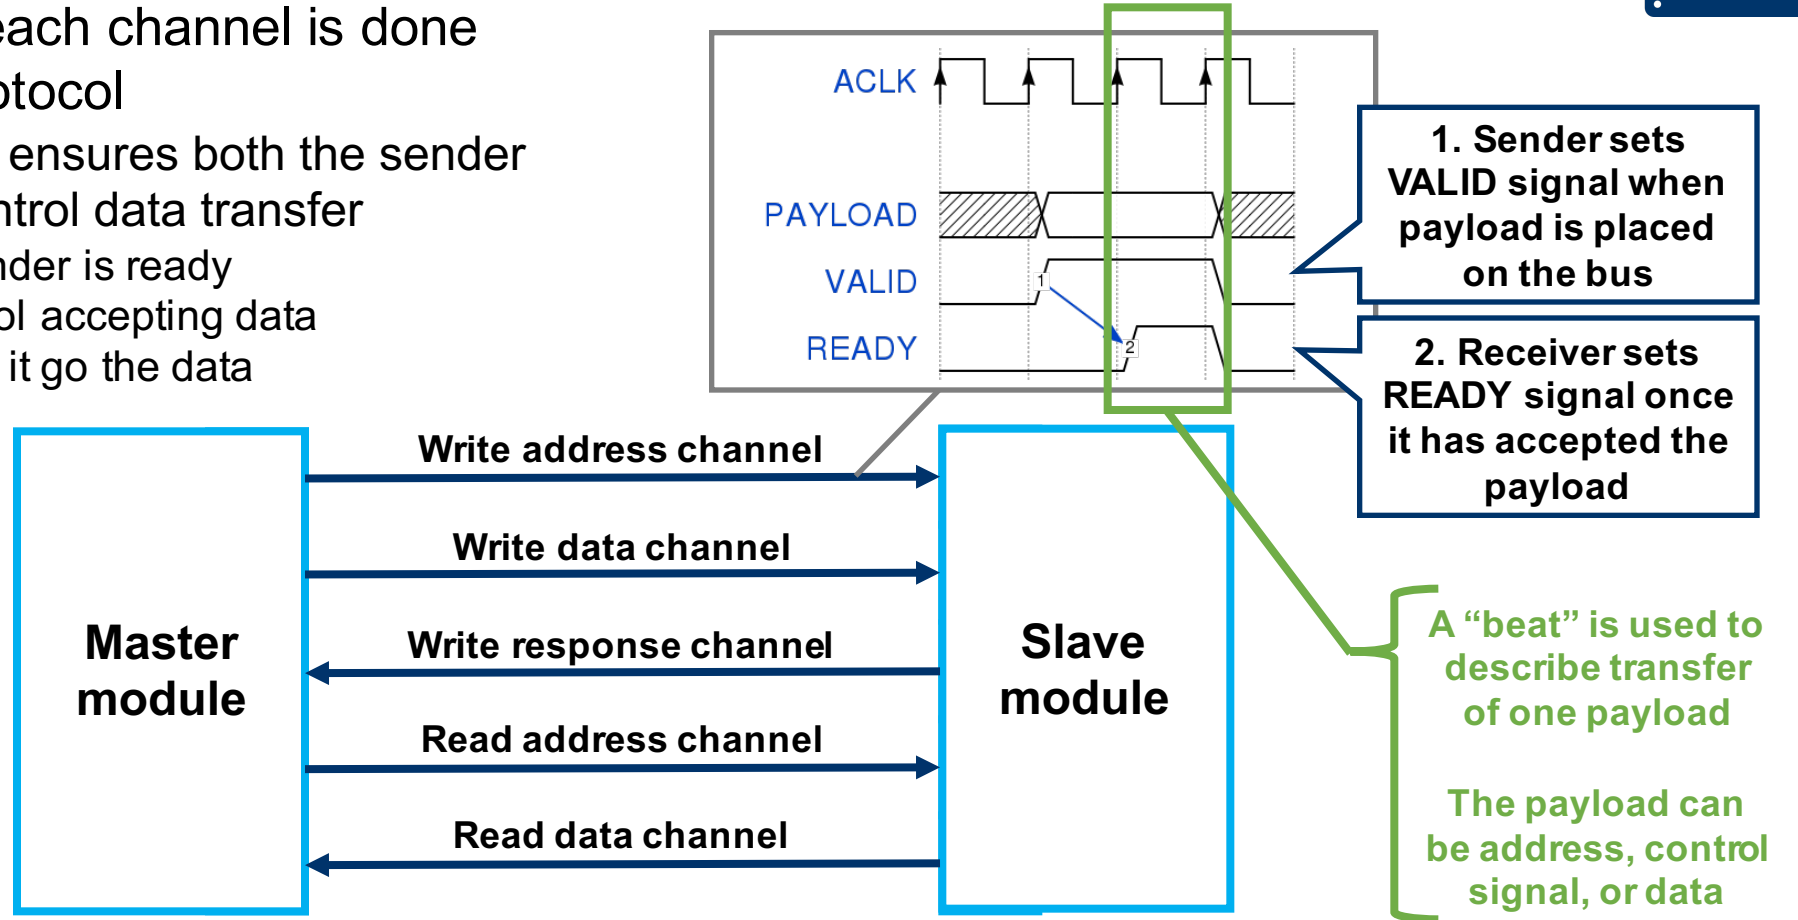 each channel is done
otocol
ensures both the sender
ntrol data transfer
nder is ready
ol accepting data
it go the data
ACLK
PAYLOAD
VALID
READY
1
2
1. Sender sets
VALID signal when
payload is placed
on the bus
2. Receiver sets
READY signal once
it has accepted the
payload
Master
module
Write address channel
Write data channel
Write response channel
Read address channel
Read data channel
Slave
module
A “beat” is used to
describe transfer
of one payload
The payload can
be address, control
signal, or data